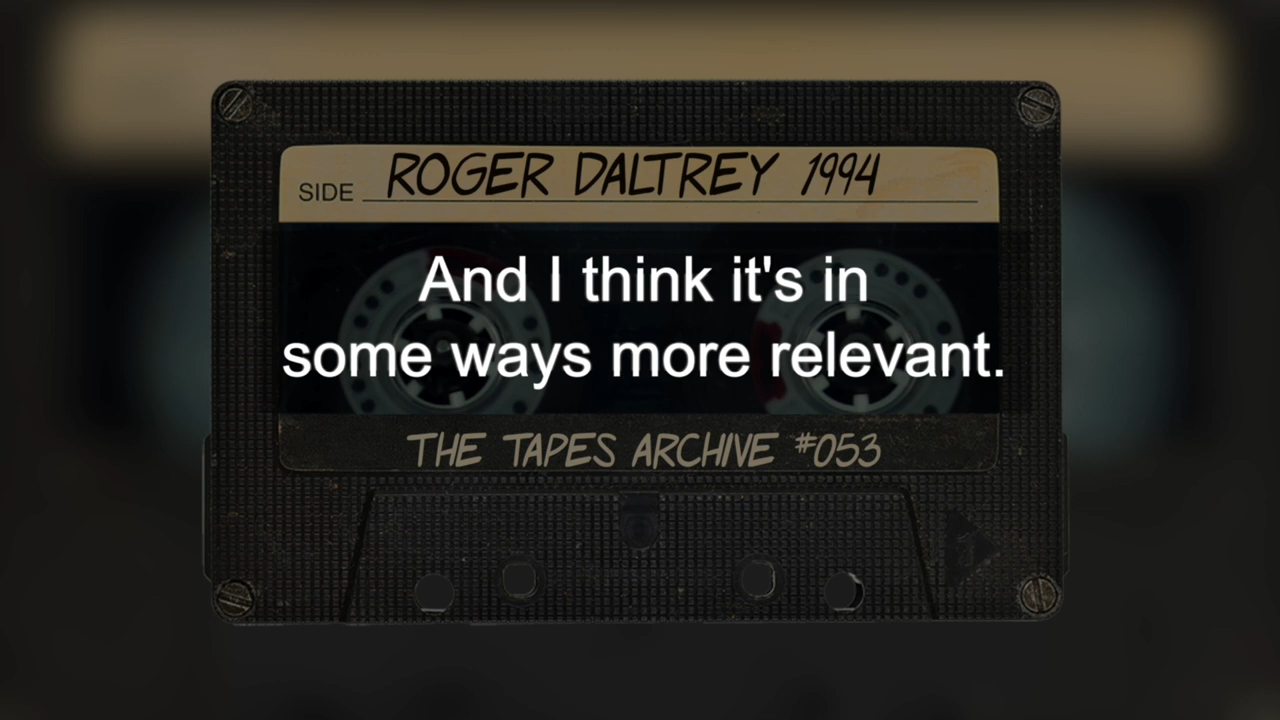 ROGER DALTREY 1994
SIDE
And I think it's in
some ways more relevant.
THE TAPES ARCHIVE #053